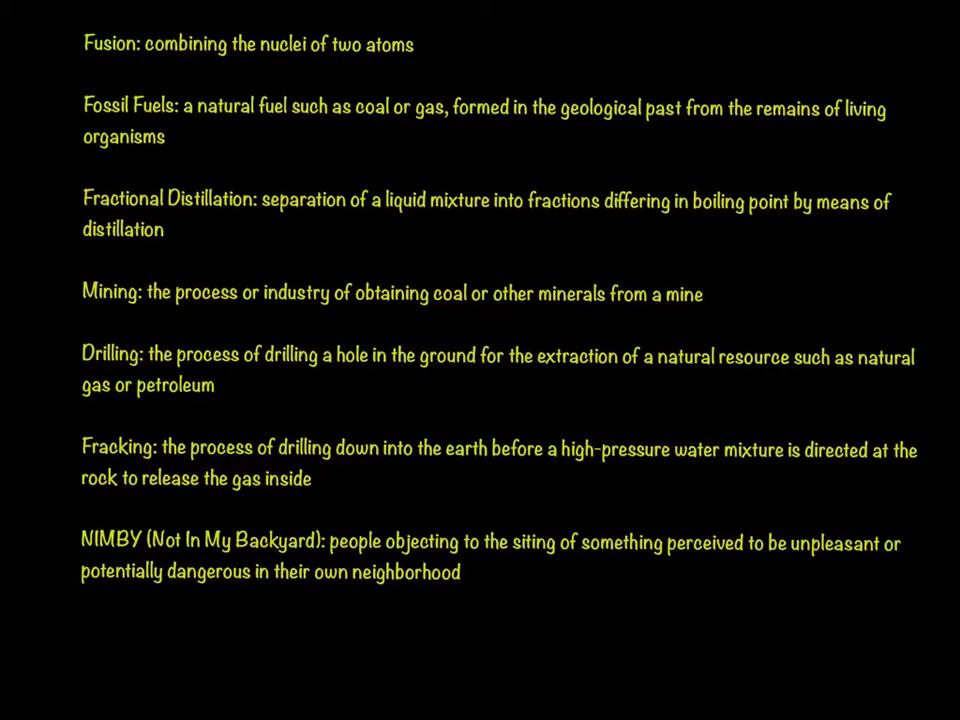 Fusion: combining the nuclei of two atoms
Fossil Fuels: a natural fuel such as coal or gas, formed in the geological past from the remains of living
organisms
Fractional Distillation: separation of a liquid mixture into fractions differing in boiling point by means of
distillation
Mining: the process or industry of obtaining coal or other minerals from a mine
Drilling: the process of drilling a hole in the ground for the extraction of a natural resource such as natural
gas or petroleum
Fracking: the process of drilling down into the earth before a high-pressure water mixture is directed at the
rock to release the gas inside
NIMBY (Not In My Backyard): people objecting to the siting of something perceived to be unpleasant or
potentially dangerous in their own neighborhood